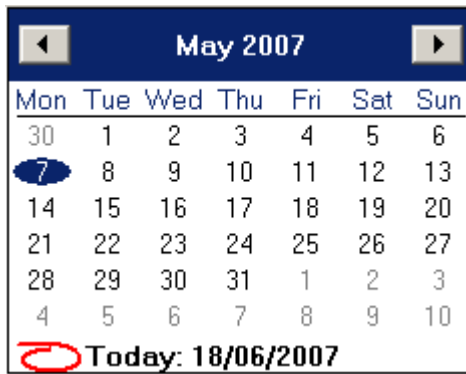 May 2007
Mon Tue Wed Thu Fri Sat Sun
30 1 2 3 4 5 6
7 8 9 10 11 12 13
14 15 16 17 18 19 20
21 22 23 24 25 26 27
28 29 30 31 1 2 3
4 5 6 7 8 9 10
Today: 18/06/2007